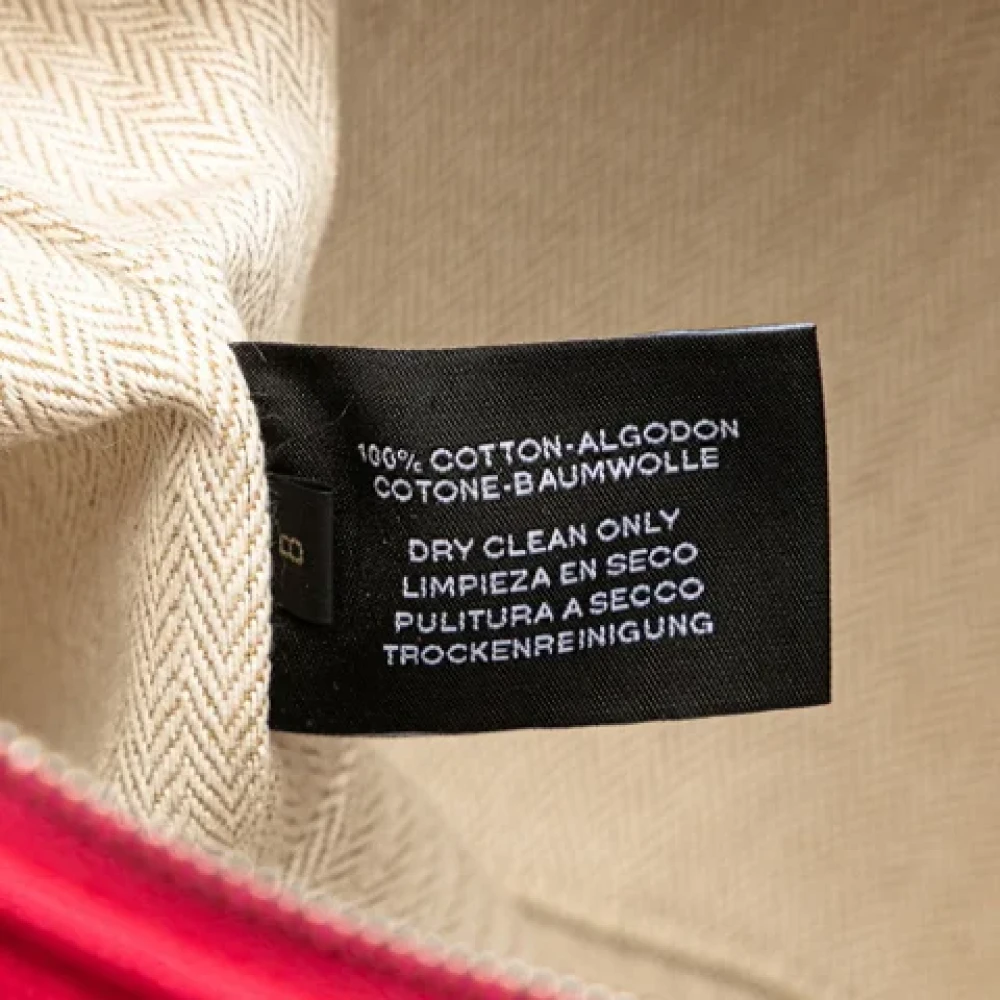 100% COTTON-ALGODON
COTONE-BAUMWOLLE
DRY CLEAN ONLY
LIMPIEZA EN SECO
PULITURA A SECCO
TROCKENREINIGUNG
B